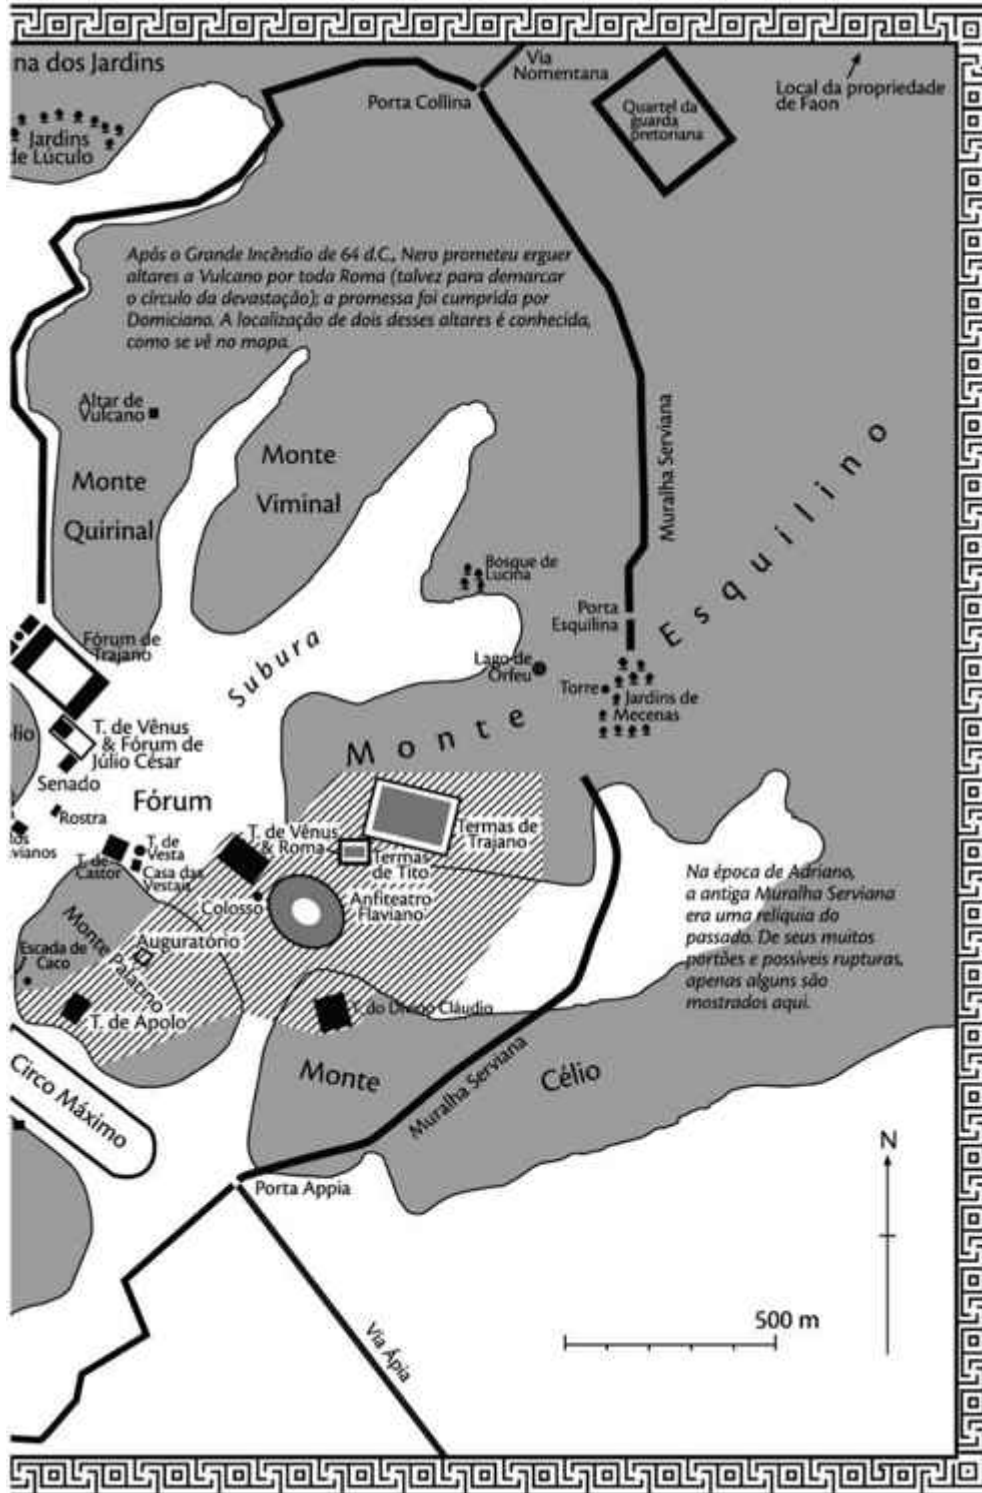 na dos Jardins
Jardins
de Lúculo
Porta Collina
Via
Nomentana
Quartel da
guarda
pretoriana
Local da propriedade
de Faon
Após o Grande Incêndio de 64 d.C., Nero prometeu erguer
altares a Vulcano por toda Roma (talvez para demarcar
o círculo da devastação); a promessa foi cumprida por
Domiciano. A localização de dois desses altares é conhecida,
como se vê no mapa.
Altar de
Vulcano
Monte
Quirinal
Monte
Viminal
Muralha Serviana
Bosque de
Lucina
Porta
Esquilina
Monte Esquilino
Lago de
Orfeu
Torre
Jardins de
Mecenas
Subura
Fórum de
Trajano
lio
T. de Vênus
& Fórum de
Júlio César
Senado
Fórum
Rostra
vianos
T. de
Castor
T. de
Vesta
Casa das
Vestais
T. de Vênus
& Roma
Termas
de Tito
Termas de
Trajano
Colosso
Anfiteatro
Flaviano
Na época de Adriano,
a antiga Muralha Serviana
era uma relíquia do
passado. De seus muitos
portões e possíveis rupturas,
apenas alguns são
mostrados aqui.
Monte Palatino
Auguratório
Escada de
Caco
T. de Apolo
T. do Divino Cláudio
Circo Máximo
Monte Célio
Muralha Serviana
Porta Appia
Via Ápia
N
500 m